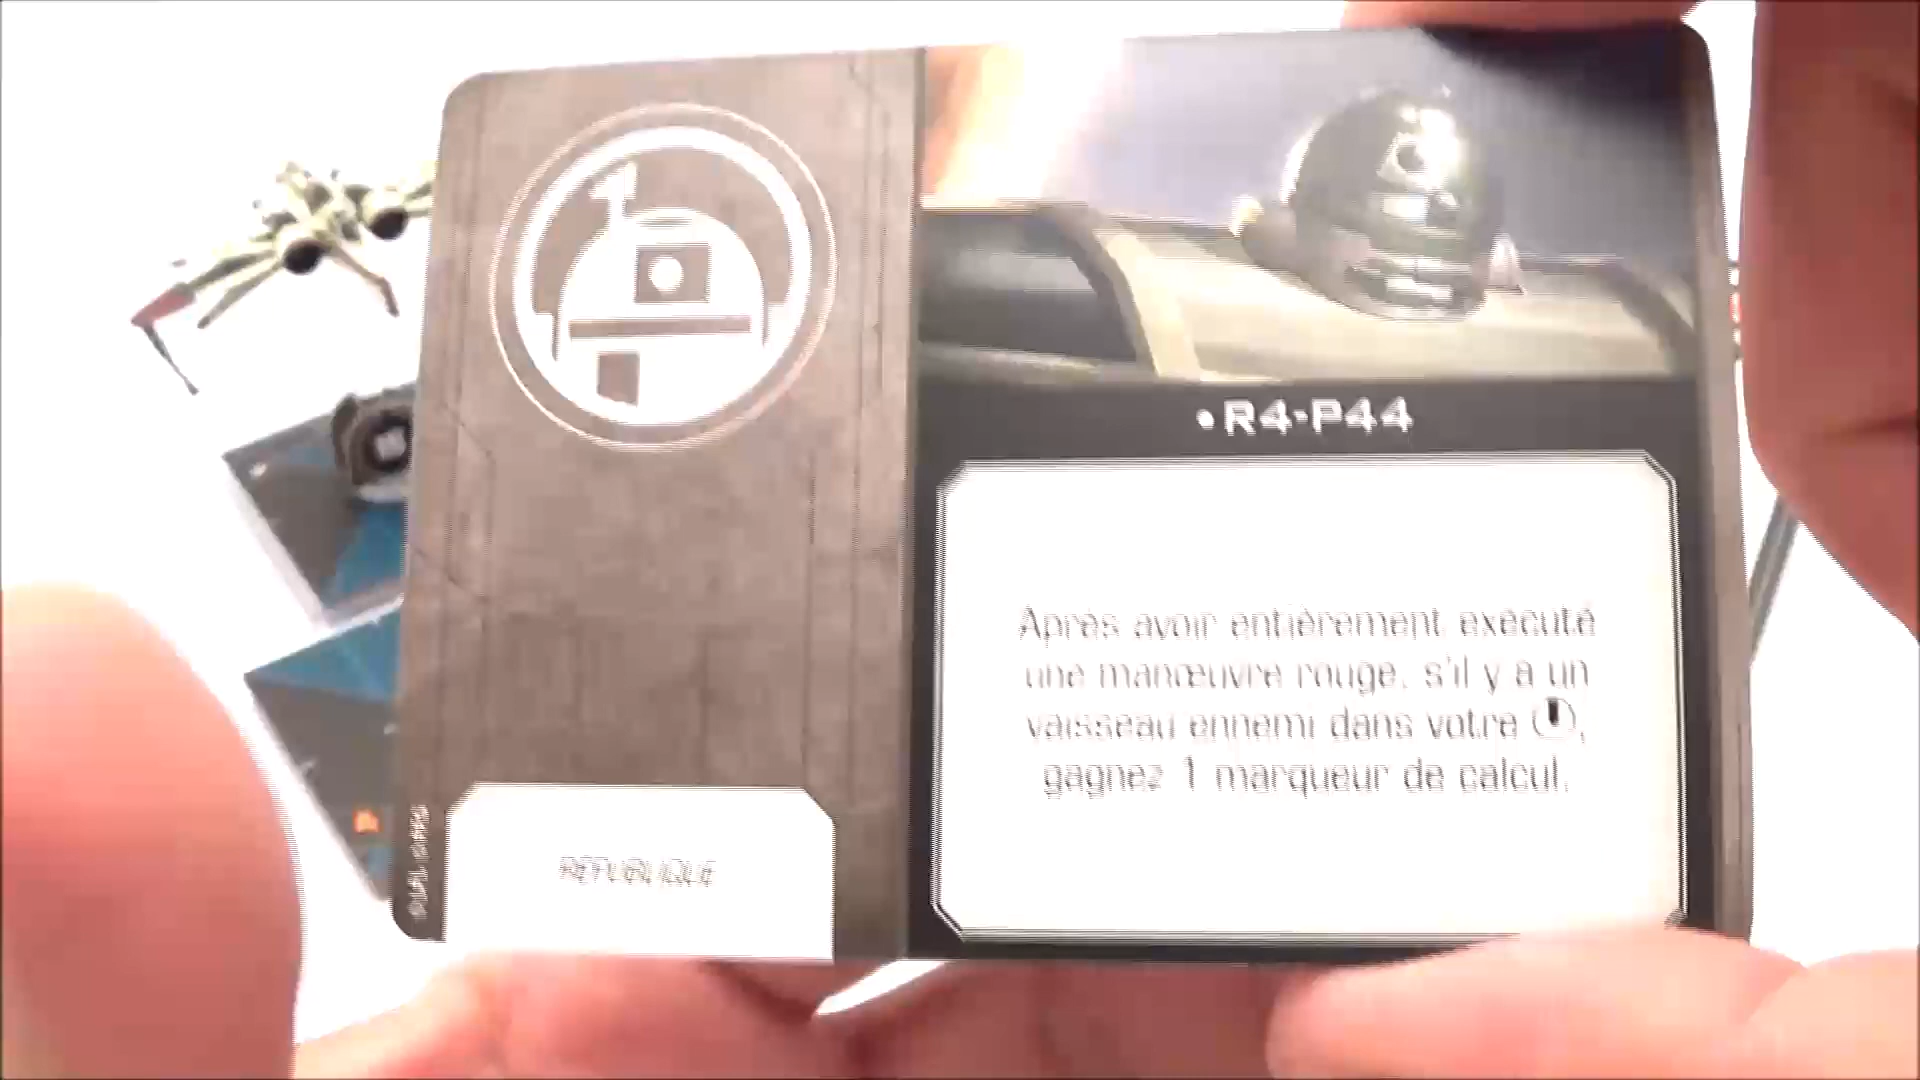 •R4-P44
Après avoir entièrement exécuté
une manœuvre rouge, s'il y a un
vaisseau ennemi dans votre ,
gagnez 1 marqueur de calcul.
RÉPUBLIQUE